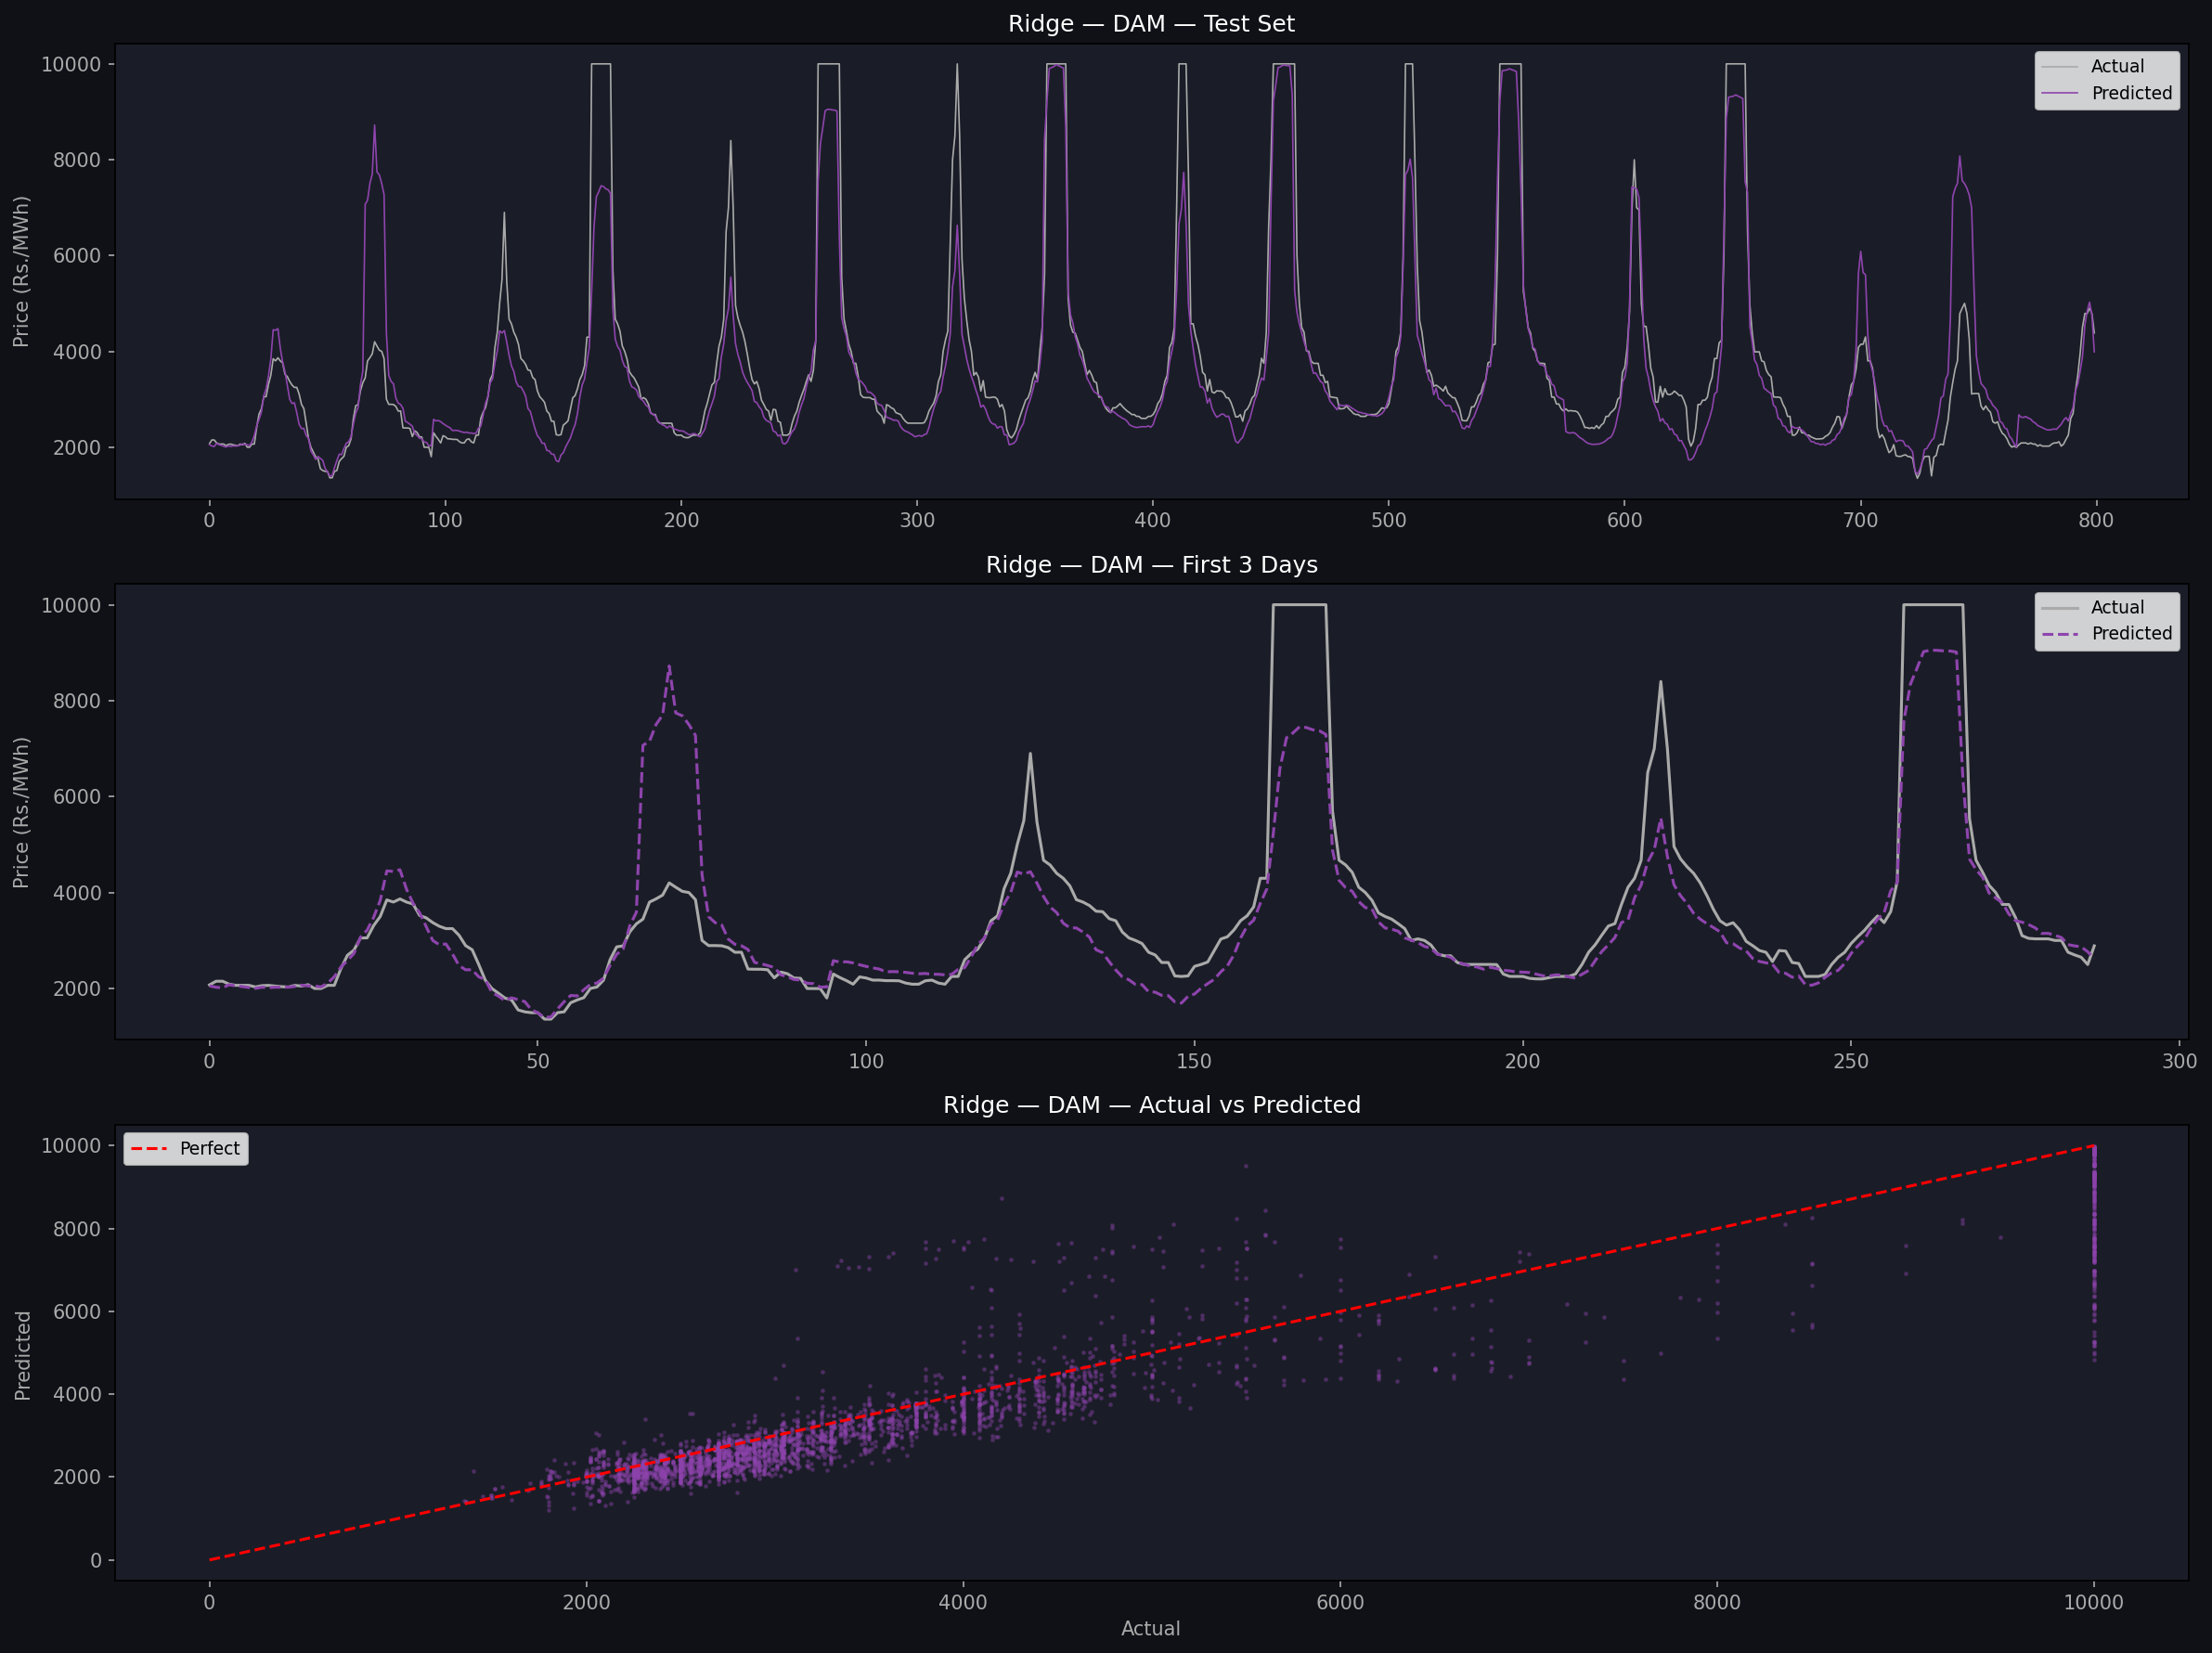 Ridge — DAM — Test Set
Price (Rs./MWh)
10000
8000
6000
4000
2000
Actual
Predicted
0 100 200 300 400 500 600 700 800
Ridge — DAM — First 3 Days
Price (Rs./MWh)
10000
8000
6000
4000
2000
Actual
Predicted
0 50 100 150 200 250 300
Ridge — DAM — Actual vs Predicted
Predicted
10000
8000
6000
4000
2000
0
Perfect
0 2000 4000 6000 8000 10000
Actual